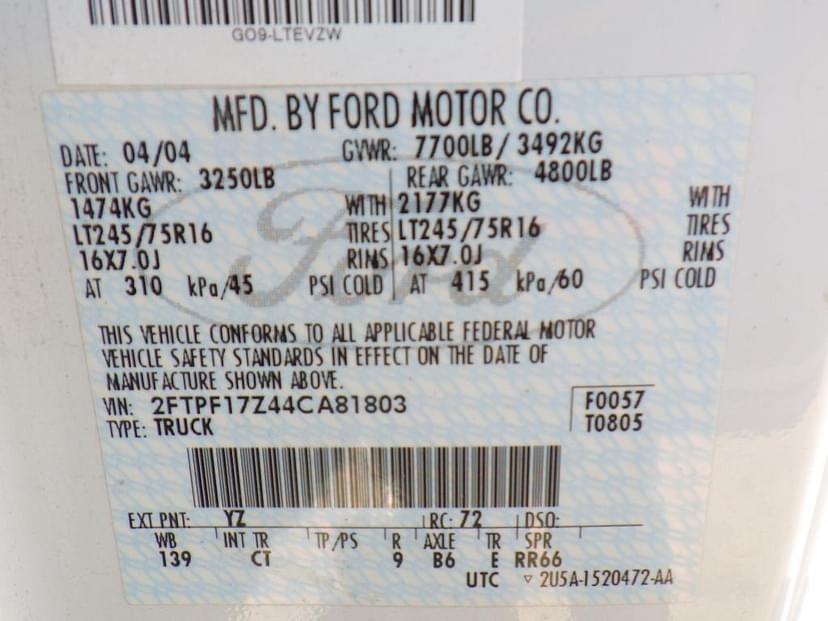 GO9-LTEVZW
MFD. BY FORD MOTOR CO.
DATE: 04/04 GVWR: 7700LB/ 3492KG
FRONT GAWR: 3250LB REAR GAWR: 4800LB
1474KG WITH 2177KG WITH
LT245/75R16 TIRES LT245/75R16 TIRES
16X7.0J RIMS 16X7.0J RIMS
AT 310 kPa/45 PSI COLD AT 415 kPa/60 PSI COLD
Ford
THIS VEHICLE CONFORMS TO ALL APPLICABLE FEDERAL MOTOR
VEHICLE SAFETY STANDARDS IN EFFECT ON THE DATE OF
MANUFACTURE SHOWN ABOVE.
VIN: 2FTPF17Z44CA81803 F0057
TYPE: TRUCK T0805
EXT PNT: YZ RC: 72 DSO:
WB INT TR TP/PS R AXLE TR SPR
139 CT 9 B6 E RR66
UTC ▽ 2U5A-1520472-AA